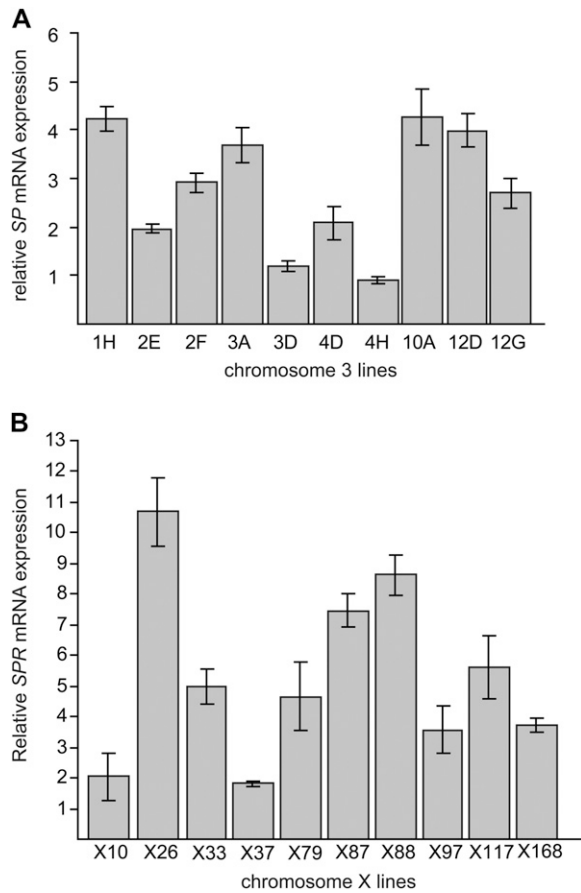 A
relative SP mRNA expression
6
5
4
3
2
1
1H 2E 2F 3A 3D 4D 4H 10A 12D 12G
chromosome 3 lines
B
Relative SPR mRNA expression
13
12
11
10
9
8
7
6
5
4
3
2
1
X10 X26 X33 X37 X79 X87 X88 X97 X117 X168
chromosome X lines